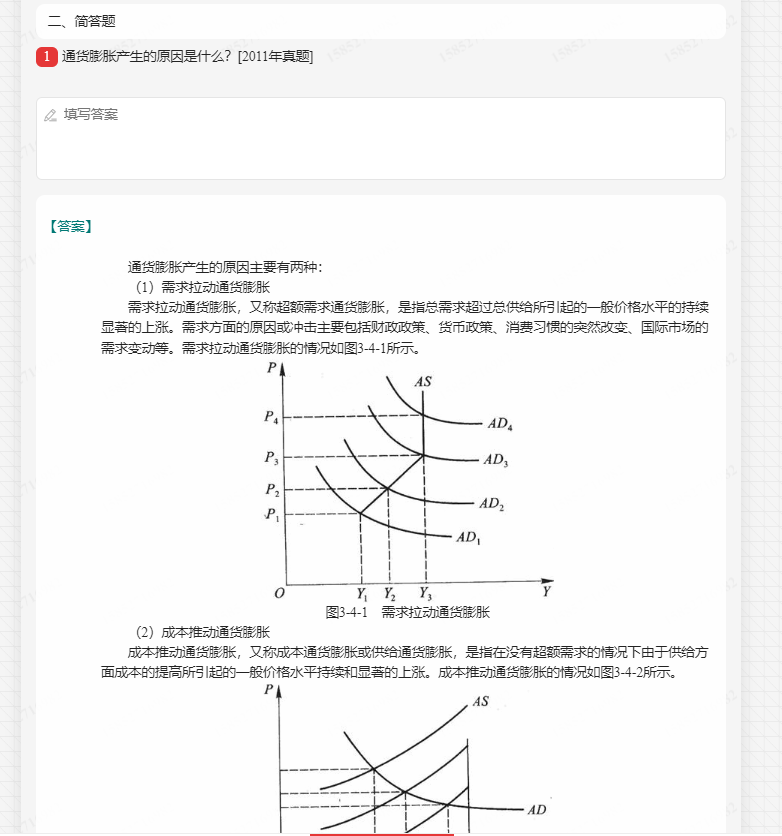 二、简答题
1 通货膨胀产生的原因是什么？[2011年真题]
填写答案
【答案】
通货膨胀产生的原因主要有两种：
（1）需求拉动通货膨胀
需求拉动通货膨胀，又称超额需求通货膨胀，是指总需求超过总供给所引起的一般价格水平的持续
显著的上涨。需求方面的原因或冲击主要包括财政政策、货币政策、消费习惯的突然改变、国际市场的
需求变动等。需求拉动通货膨胀的情况如图3-4-1所示。
P
AS
P4
AD4
P3
AD3
P2
AD2
P1
AD1
O Y1 Y2 Y3 Y
图3-4-1 需求拉动通货膨胀
（2）成本推动通货膨胀
成本推动通货膨胀，又称成本通货膨胀或供给通货膨胀，是指在没有超额需求的情况下由于供给方
面成本的提高所引起的一般价格水平持续和显著的上涨。成本推动通货膨胀的情况如图3-4-2所示。
P
AS
AD